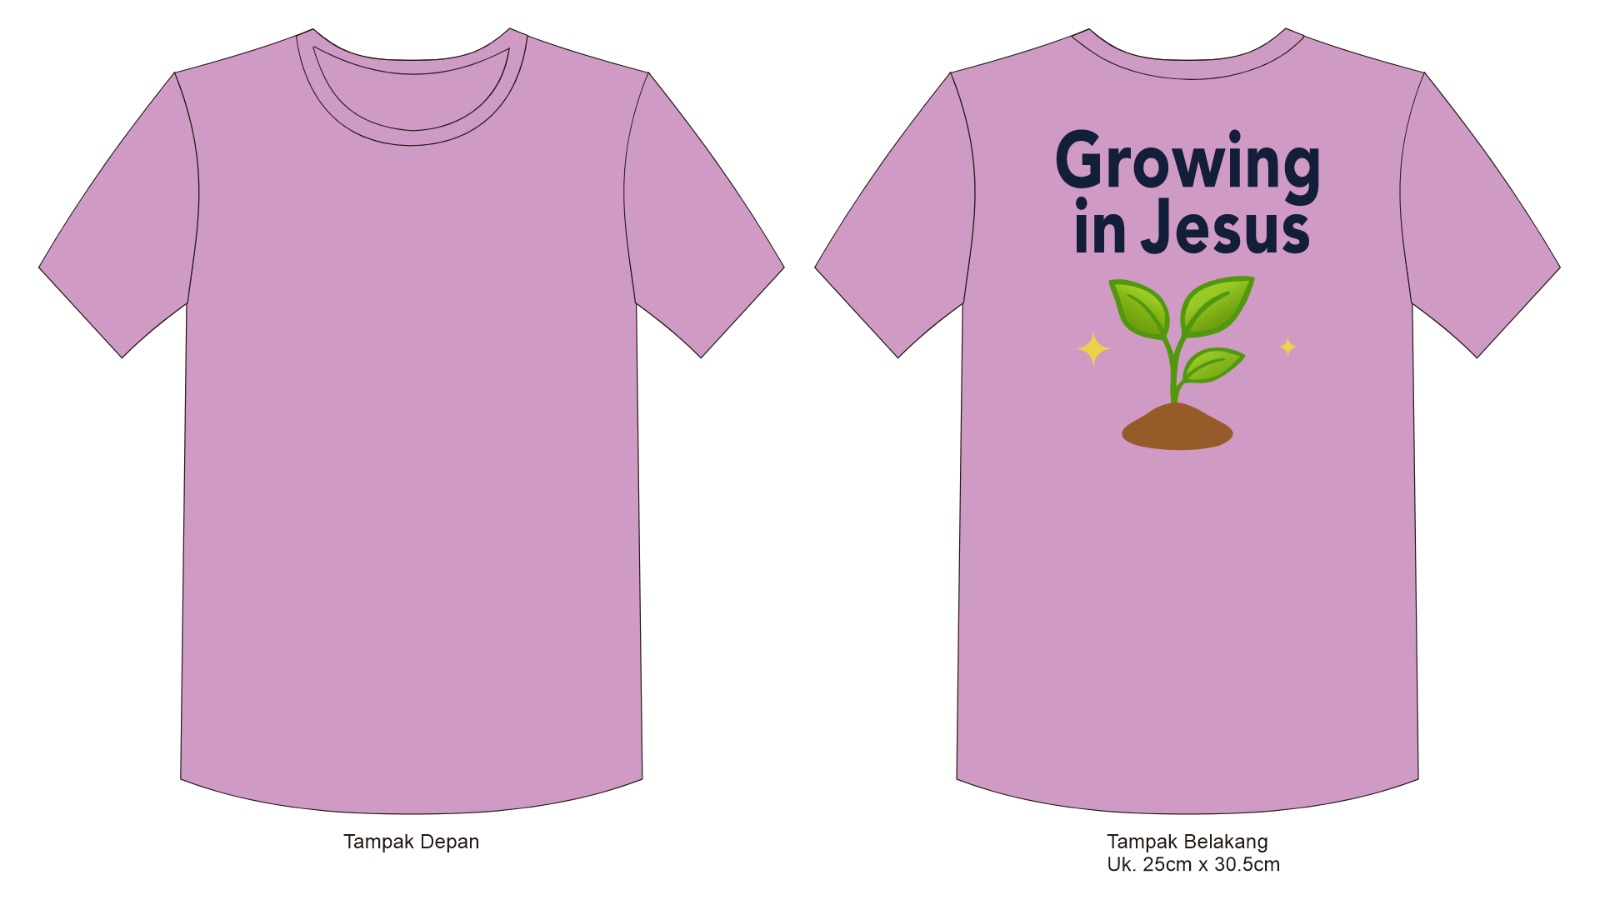 Growing
in Jesus
Tampak Depan
Tampak Belakang
Uk. 25cm x 30.5cm